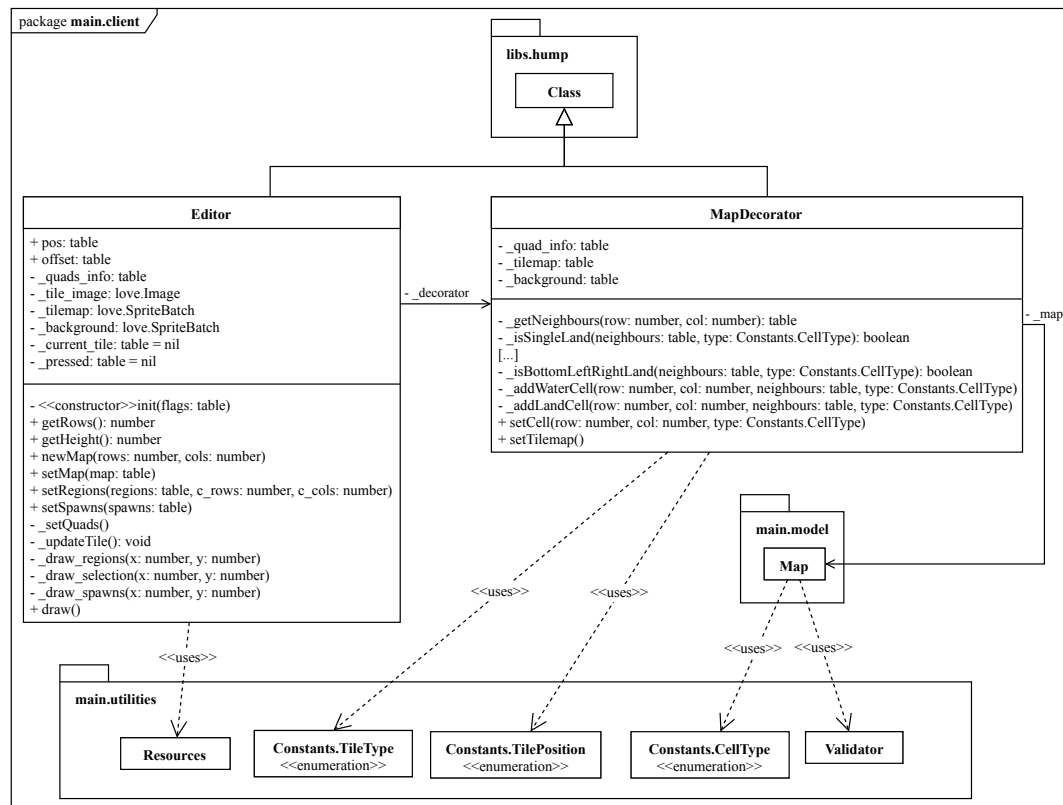 package main.client
libs.hump
Class
Editor
+ pos: table
+ offset: table
- _quads_info: table
- _tile_image: love.Image
- _tilemap: love.SpriteBatch
- _background: love.SpriteBatch
- _current_tile: table = nil
- _pressed: table = nil
- <<constructor>>init(flags: table)
+ getRows(): number
+ getHeight(): number
+ newMap(rows: number, cols: number)
+ setMap(map: table)
+ setRegions(regions: table, c_rows: number, c_cols: number)
+ setSpawns(spawns: table)
- _setQuads()
- _updateTile(): void
- _draw_regions(x: number, y: number)
- _draw_selection(x: number, y: number)
- _draw_spawns(x: number, y: number)
+ draw()
- _decorator
MapDecorator
- _quad_info: table
- _tilemap: table
- _background: table
- _getNeighbours(row: number, col: number): table
- _isSingleLand(neighbours: table, type: Constants.CellType): boolean
[...]
- _isBottomLeftRightLand(neighbours: table, type: Constants.CellType): boolean
- _addWaterCell(row: number, col: number, neighbours: table, type: Constants.CellType)
- _addLandCell(row: number, col: number, neighbours: table, type: Constants.CellType)
+ setCell(row: number, col: number, type: Constants.CellType)
+ setTilemap()
- _map
main.model
Map
<<uses>>
<<uses>>
<<uses>>
<<uses>>
<<uses>>
main.utilities
Resources
Constants.TileType
<<enumeration>>
Constants.TilePosition
<<enumeration>>
Constants.CellType
<<enumeration>>
Validator